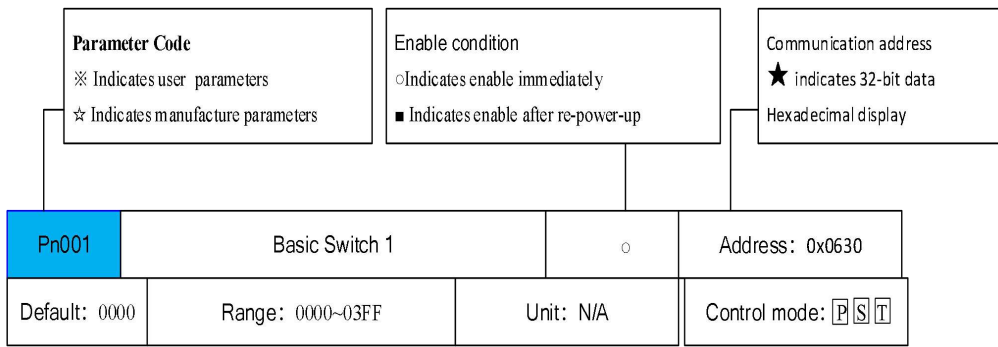 Parameter Code
※ Indicates user parameters
☆ Indicates manufacture parameters
Enable condition
○Indicates enable immediately
■ Indicates enable after re-power-up
Communication address
★ indicates 32-bit data
Hexadecimal display
Pn001 Basic Switch 1 ○ Address: 0x0630
Default: 0000 Range: 0000~03FF Unit: N/A Control mode: P S T